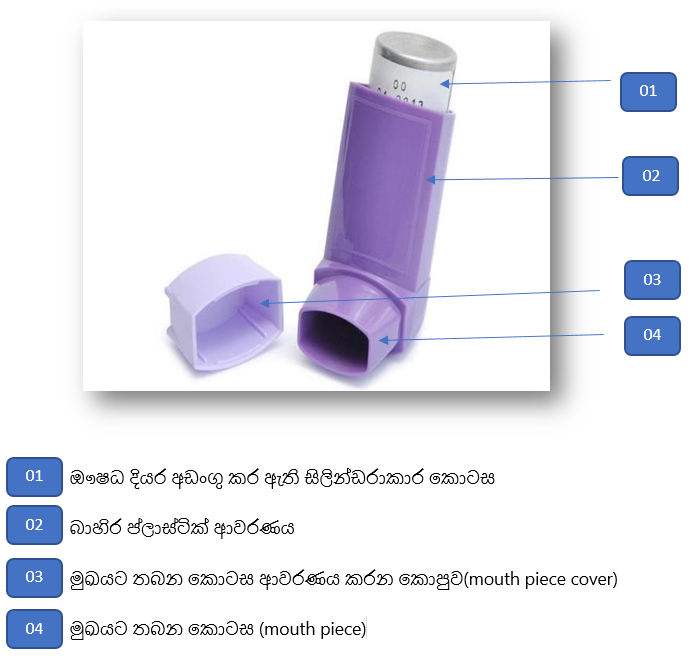 00
01
02
03
04
01 ඖෂධ දියර අඩංගු කර ඇති සිලින්ඩරාකාර කොටස
02 බාහිර ප්ලාස්ටික් ආවරණය
03 මුඛයට තබන කොටස ආවරණය කරන කොපුව(mouth piece cover)
04 මුඛයට තබන කොටස (mouth piece)